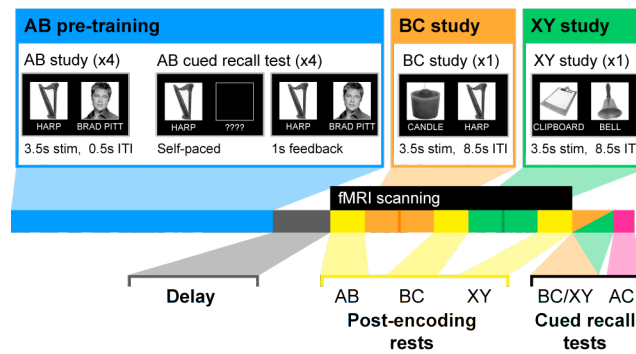 AB pre-training
BC study
XY study
AB study (x4)
AB cued recall test (x4)
BC study (x1)
XY study (x1)
HARP BRAD PITT
HARP ????
HARP BRAD PITT
CANDLE HARP
CLIPBOARD BELL
3.5s stim, 0.5s ITI
Self-paced
1s feedback
3.5s stim, 8.5s ITI
3.5s stim, 8.5s IT
fMRI scanning
Delay
AB BC XY
Post-encoding
rests
BC/XY AC
Cued recall
tests